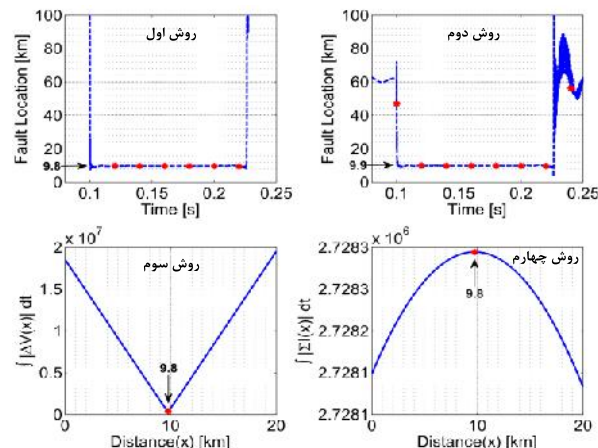 روش اول
Fault Location [km]
100
80
60
40
20
0
9.8
0.1
0.15
0.2
0.25
Time [s]
روش دوم
Fault Location [km]
100
80
60
40
20
0
9.9
0.1
0.15
0.2
0.25
Time [s]
روش سوم
x 10⁷
∫ |ΔV(x)| dt
2
1.5
1
0.5
0
9.8
0
10
20
Distance(x) [km]
روش چهارم
x 10⁶
∫ |ΣI(x)| dt
2.7283
2.7283
2.7282
2.7281
2.7281
9.8
0
10
20
Distance(x) [km]